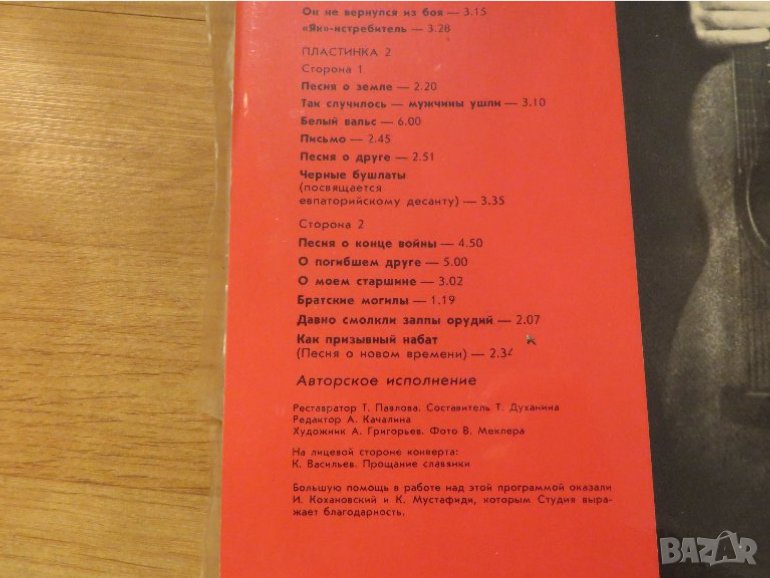 Он не вернулся из боя — 3.15
«Як»-истребитель — 3.28
ПЛАСТИНКА 2
Сторона 1
Песня о земле — 2.20
Так случилось — мужчины ушли — 3.10
Белый вальс — 6.00
Письмо — 2.45
Песня о друге — 2.51
Черные бушлаты
(посвящается
евпаторийскому десанту) — 3.35
Сторона 2
Песня о конце войны — 4.50
О погибшем друге — 5.00
О моем старшине — 3.02
Братские могилы — 1.19
Давно смолкли залпы орудий — 2.07
Как призывный набат
(Песня о новом времени) — 2.34
Авторское исполнение
Реставратор Т. Павлова. Составитель Т. Духанина
Редактор А. Качалина
Художник А. Григорьев. Фото В. Меклера
На лицевой стороне конверта:
К. Васильев. Прощание славянки
Большую помощь в работе над этой программой оказали
И. Кохановский и К. Мустафиди, которым Студия выра-
жает благодарность.
BAZAR